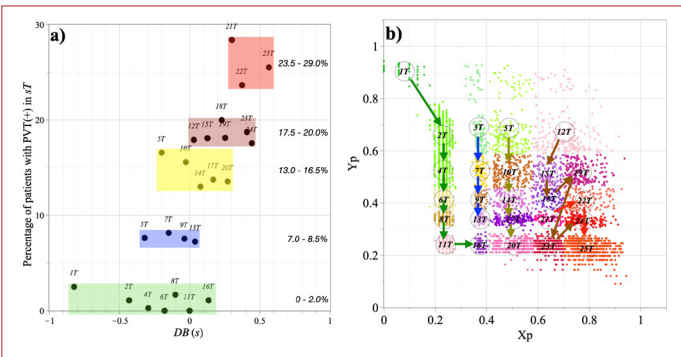 a)
Percentage of patients with PVT(+) in sT
30
20
10
0
−1
−0.5
0
0.5
1
DB (s)
21T
25T
22T
23.5 - 29.0%
18T
23T
12T
15T
19T
24T
17.5 - 20.0%
5T
10T
17T
20T
14T
13.0 - 16.5%
3T
7T
9T
13T
7.0 - 8.5%
1T
2T
4T
6T
8T
10T
11T
16T
0 - 2.0%
b)
Yp
1
0.8
0.6
0.4
0.2
0
0
0.2
0.4
0.6
0.8
1
Xp
1T
2T
3T
5T
12T
4T
7T
10T
15T
19T
6T
9T
14T
18T
22T
8T
13T
21T
24T
11T
16T
20T
23T
25T